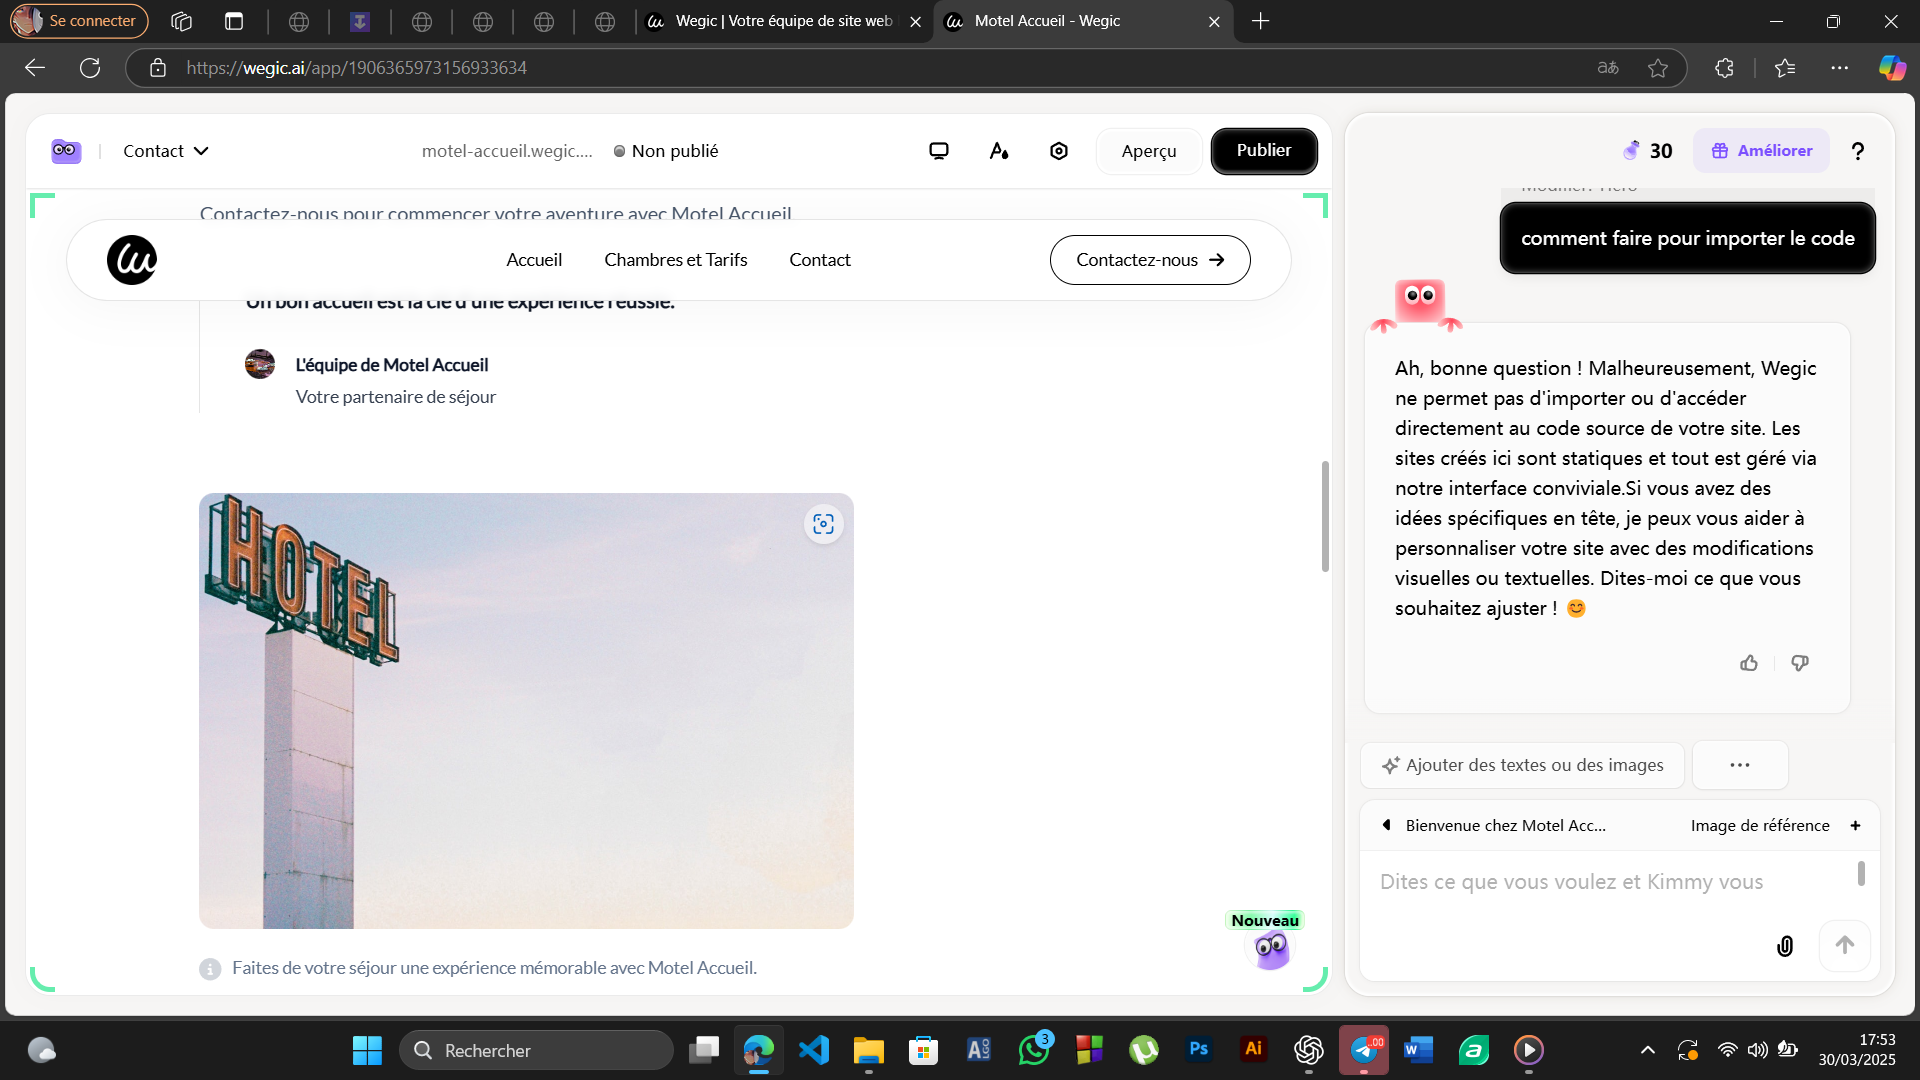 Se connecter
Wegic | Votre équipe de site web
Motel Accueil - Wegic
https://wegic.ai/app/1906365973156933634
Contact
motel-accueil.wegic....
Non publié
Aperçu
Publier
30
Améliorer
?
Contactez-nous pour commencer votre aventure avec Motel Accueil
Accueil
Chambres et Tarifs
Contact
Contactez-nous
Un bon accueil est la clé d'une expérience réussie.
L'équipe de Motel Accueil
Votre partenaire de séjour
HOTEL
Faites de votre séjour une expérience mémorable avec Motel Accueil.
Nouveau
Modifier: Hero
comment faire pour importer le code
Ah, bonne question ! Malheureusement, Wegic
ne permet pas d'importer ou d'accéder
directement au code source de votre site. Les
sites créés ici sont statiques et tout est géré via
notre interface conviviale.Si vous avez des
idées spécifiques en tête, je peux vous aider à
personnaliser votre site avec des modifications
visuelles ou textuelles. Dites-moi ce que vous
souhaitez ajuster ! 😊
Ajouter des textes ou des images
Bienvenue chez Motel Acc...
Image de référence
Dites ce que vous voulez et Kimmy vous
Rechercher
3
Ps
Ai
.00
17:53
30/03/2025